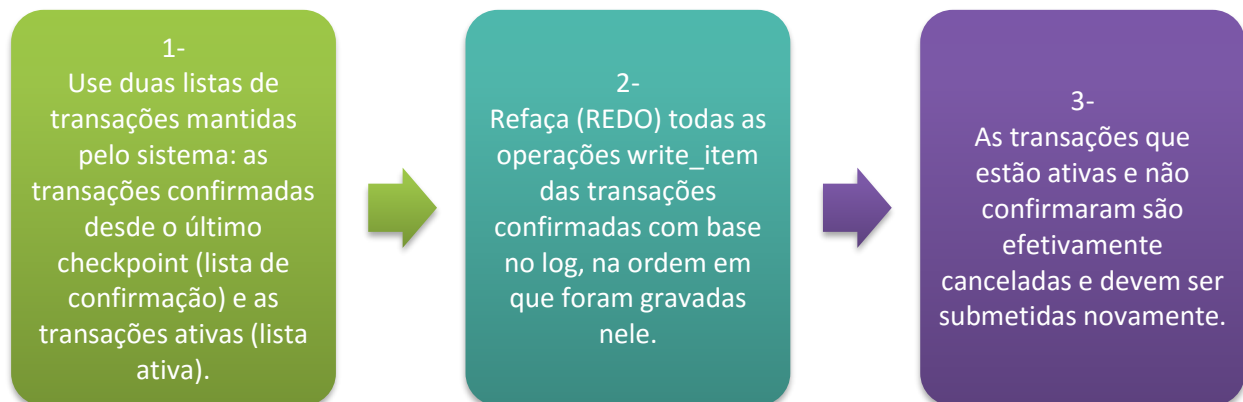 1-
Use duas listas de
transações mantidas
pelo sistema: as
transações confirmadas
desde o último
checkpoint (lista de
confirmação) e as
transações ativas (lista
ativa).
2-
Refaça (REDO) todas as
operações write_item
das transações
confirmadas com base
no log, na ordem em
que foram gravadas
nele.
3-
As transações que
estão ativas e não
confirmaram são
efetivamente
canceladas e devem ser
submetidas novamente.